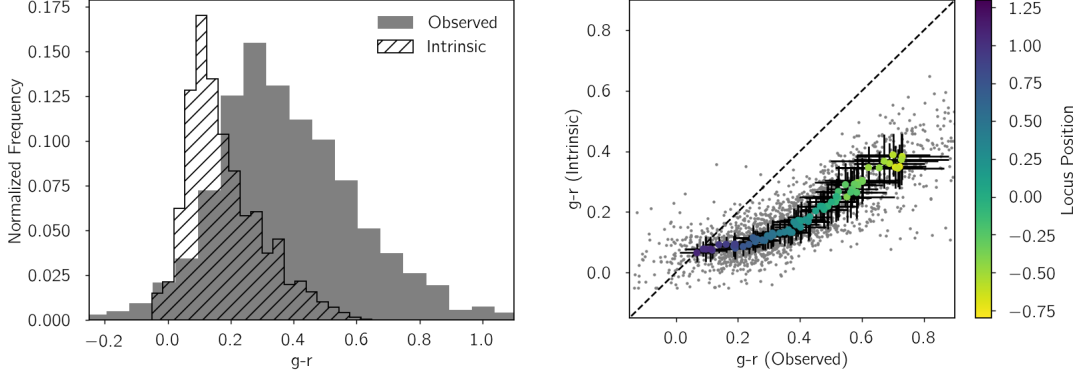 0.175
0.150
0.125
0.100
0.075
0.050
0.025
0.000
Normalized Frequency
−0.2 0.0 0.2 0.4 0.6 0.8 1.0
g-r
Observed
Intrinsic
0.8
0.6
0.4
0.2
0.0
g-r (Intrinsic)
0.0 0.2 0.4 0.6 0.8
g-r (Observed)
1.25
1.00
0.75
0.50
0.25
0.00
−0.25
−0.50
−0.75
Locus Position